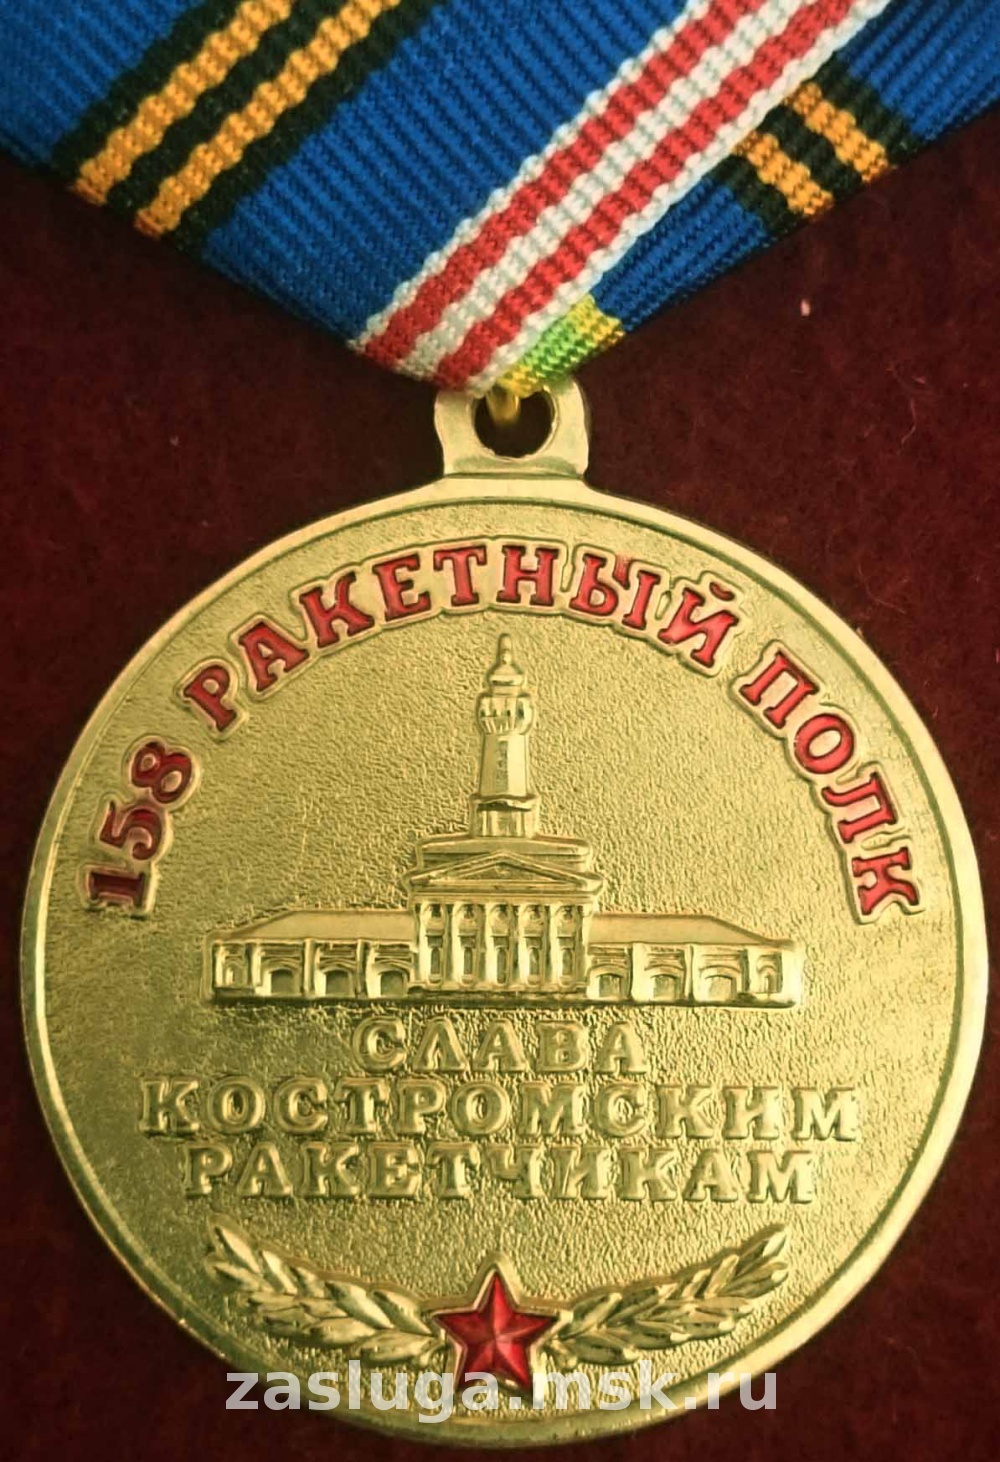 158 РАКЕТНЫЙ ПОЛК
СЛАВА
КОСТРОМСКИМ
РАКЕТЧИКАМ
zasluga.msk.ru